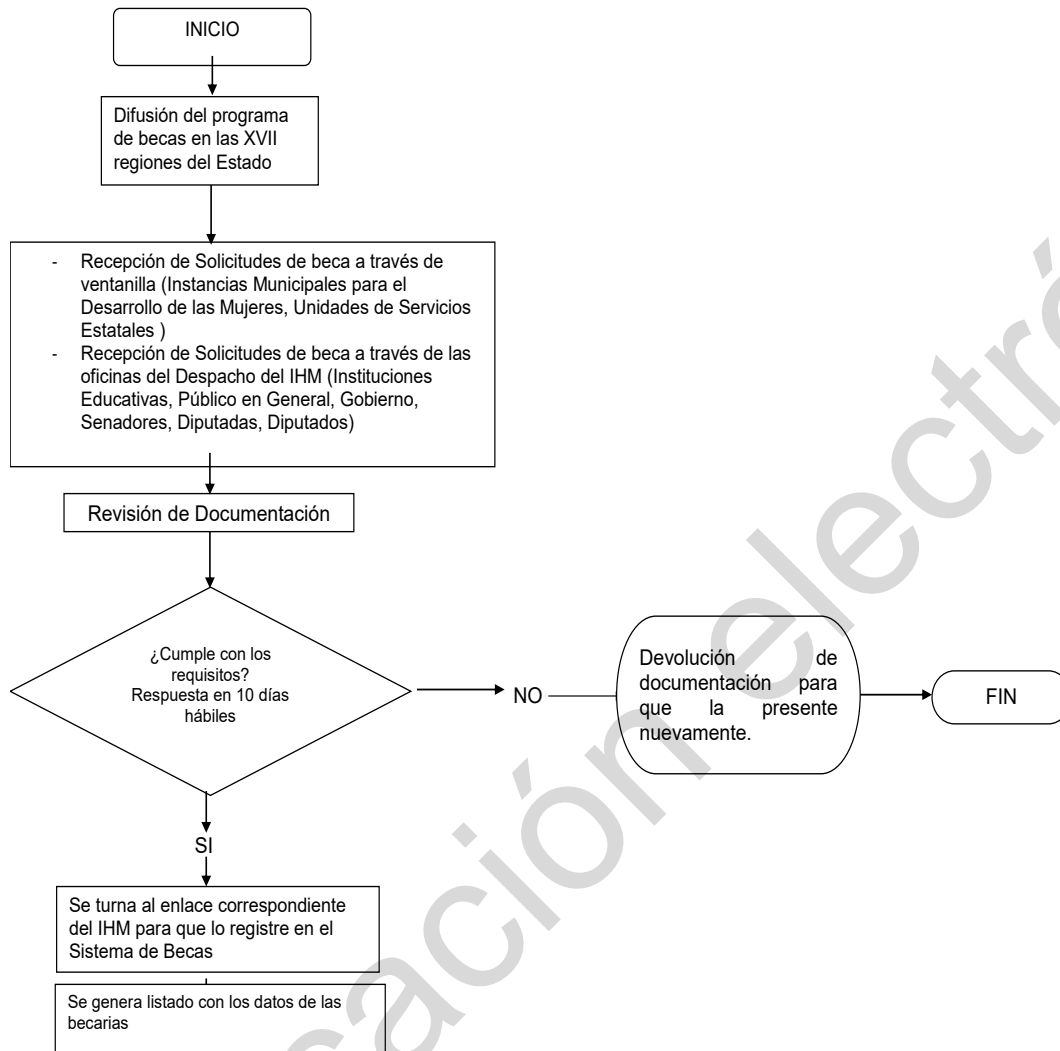 INICIO
Difusión del programa
de becas en las XVII
regiones del Estado
- Recepción de Solicitudes de beca a través de
ventanilla (Instancias Municipales para el
Desarrollo de las Mujeres, Unidades de Servicios
Estatales )
- Recepción de Solicitudes de beca a través de las
oficinas del Despacho del IHM (Instituciones
Educativas, Público en General, Gobierno,
Senadores, Diputadas, Diputados)
Revisión de Documentación
¿Cumple con los
requisitos?
Respuesta en 10 días
hábiles
NO
Devolución de
documentación para
que la presente
nuevamente.
FIN
SI
Se turna al enlace correspondiente
del IHM para que lo registre en el
Sistema de Becas
Se genera listado con los datos de las
becarias